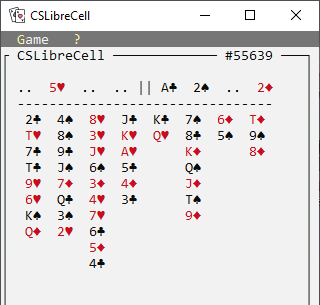 CSLibreCell
Game ?
CSLibreCell #55639
.. 5♥ .. .. || A♣ 2♠ .. 2♦
--------------------------------
2♣ 4♠ 8♥ J♣ K♣ 7♠ 6♦ T♦
T♥ 8♠ 3♥ K♥ Q♥ 8♣ 5♠ 9♠
7♣ 9♣ J♥ A♥ K♦ 8♦
T♣ J♠ 6♠ 5♣ Q♠
9♥ 7♦ 3♦ 4♦ J♦
6♥ Q♣ 4♥ 3♣ T♠
K♠ 3♠ 7♥ 9♦
Q♦ 2♥ 6♣
5♦
4♣